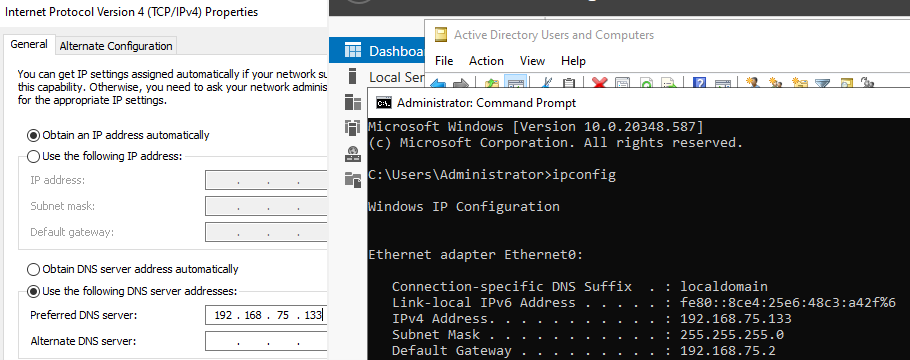 Internet Protocol Version 4 (TCP/IPv4) Properties
General
Alternate Configuration
You can get IP settings assigned automatically if your network su
this capability. Otherwise, you need to ask your network adminis
for the appropriate IP settings.
Obtain an IP address automatically
Use the following IP address:
IP address:
Subnet mask:
Default gateway:
Obtain DNS server address automatically
Use the following DNS server addresses:
Preferred DNS server: 192 . 168 . 75 . 133
Alternate DNS server:
Dashboa
Local Ser
Active Directory Users and Computers
File Action View Help
Administrator: Command Prompt
Microsoft Windows [Version 10.0.20348.587]
(c) Microsoft Corporation. All rights reserved.
C:\Users\Administrator>ipconfig
Windows IP Configuration
Ethernet adapter Ethernet0:
Connection-specific DNS Suffix . : localdomain
Link-local IPv6 Address . . . . . : fe80::8ce4:25e6:48c3:a42f%6
IPv4 Address. . . . . . . . . . . : 192.168.75.133
Subnet Mask . . . . . . . . . . . : 255.255.255.0
Default Gateway . . . . . . . . . : 192.168.75.2